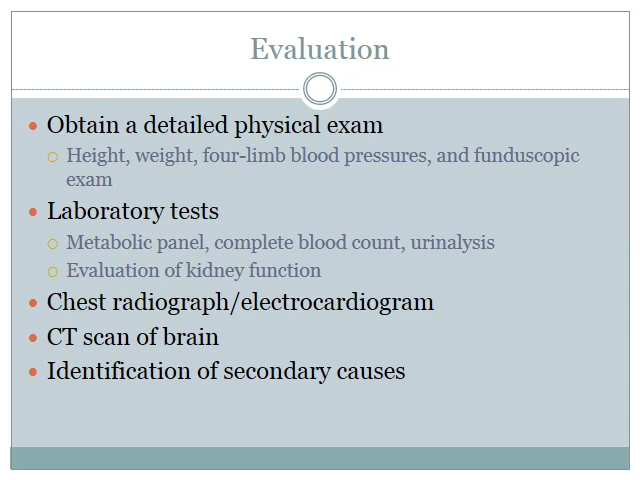 Evaluation
Obtain a detailed physical exam
Height, weight, four-limb blood pressures, and funduscopic
exam
Laboratory tests
Metabolic panel, complete blood count, urinalysis
Evaluation of kidney function
Chest radiograph/electrocardiogram
CT scan of brain
Identification of secondary causes